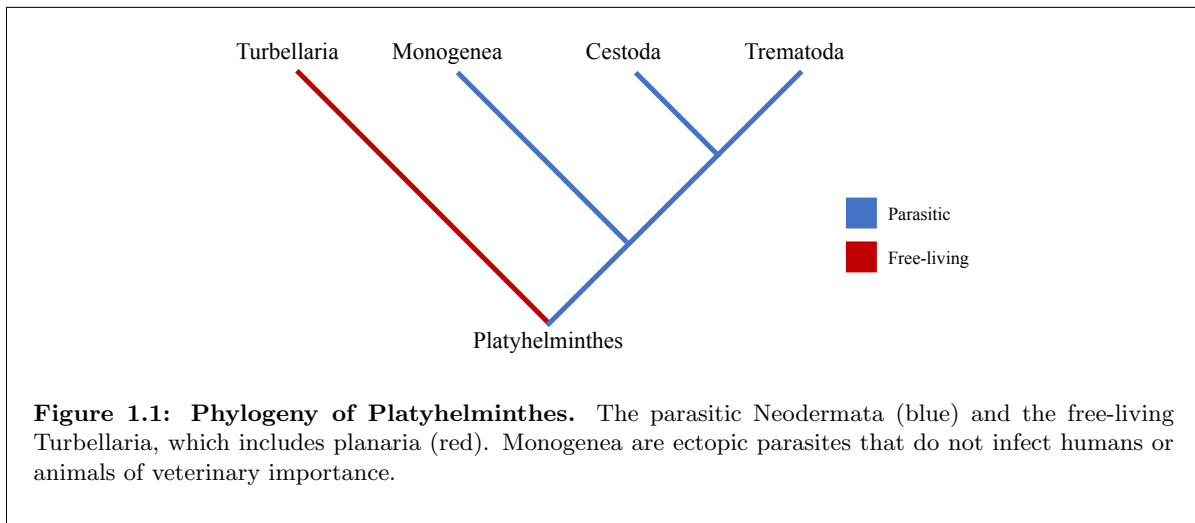 Turbellaria Monogenea Cestoda Trematoda
Parasitic
Free-living
Platyhelminthes
Figure 1.1: Phylogeny of Platyhelminthes. The parasitic Neodermata (blue) and the free-living
Turbellaria, which includes planaria (red). Monogenea are ectopic parasites that do not infect humans or
animals of veterinary importance.